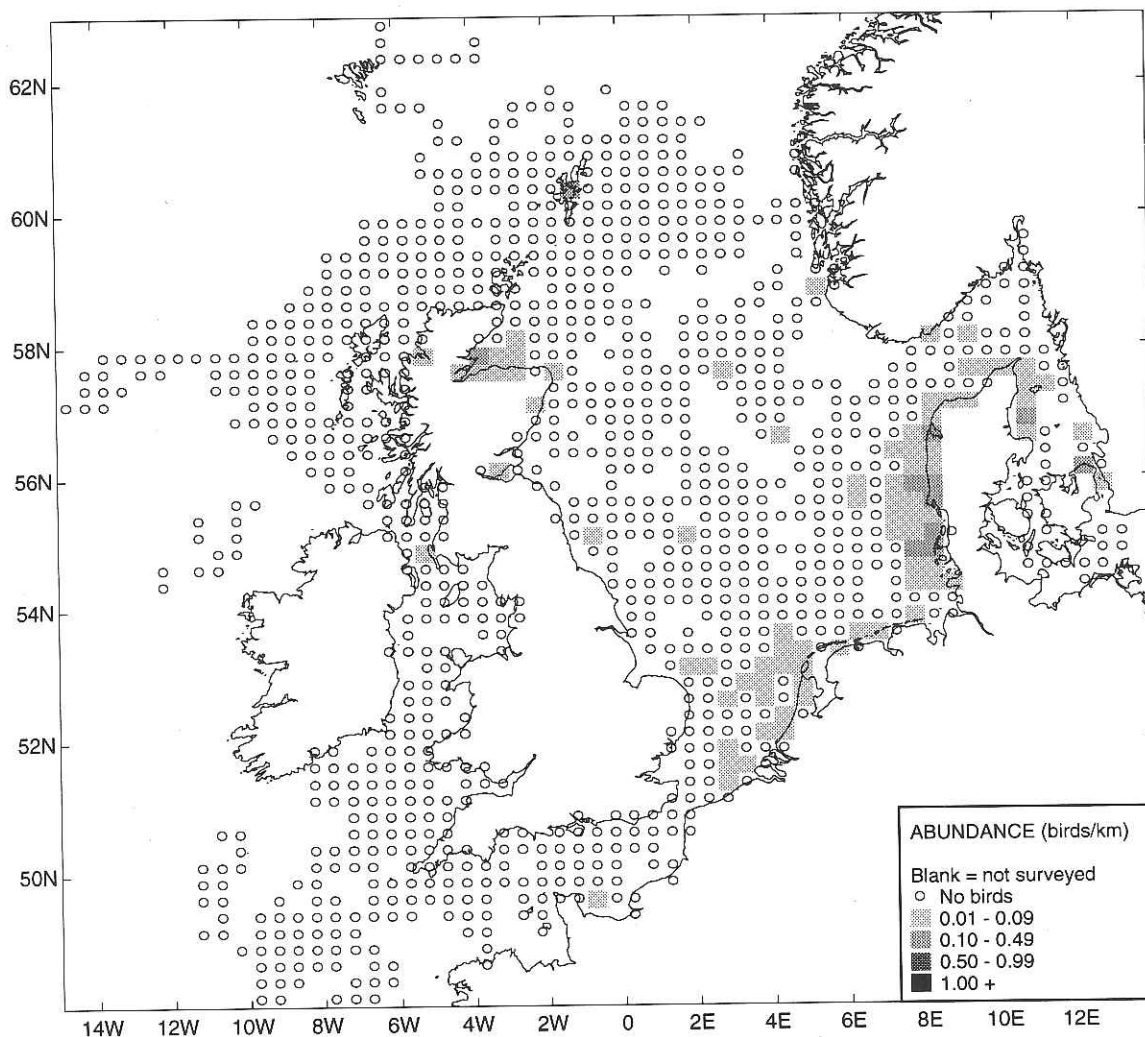 62N
60N
58N
56N
54N
52N
50N
ABUNDANCE (birds/km)
Blank = not surveyed
No birds
0.01 - 0.09
0.10 - 0.49
0.50 - 0.99
1.00 +
14W 12W 10W 8W 6W 4W 2W 0 2E 4E 6E 8E 10E 12E